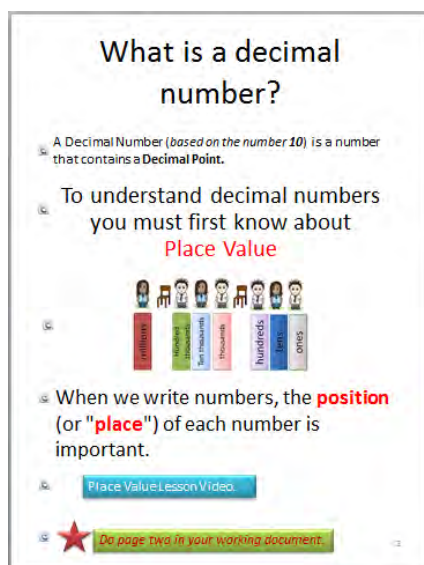 What is a decimal
number?
A Decimal Number (based on the number 10) is a number
that contains a Decimal Point.
To understand decimal numbers
you must first know about
Place Value
millions
Hundred
thousands
Ten thousands
thousands
hundreds
tens
ones
When we write numbers, the position
(or "place") of each number is
important.
Place Value Lesson Video.
Do page two in your working document.